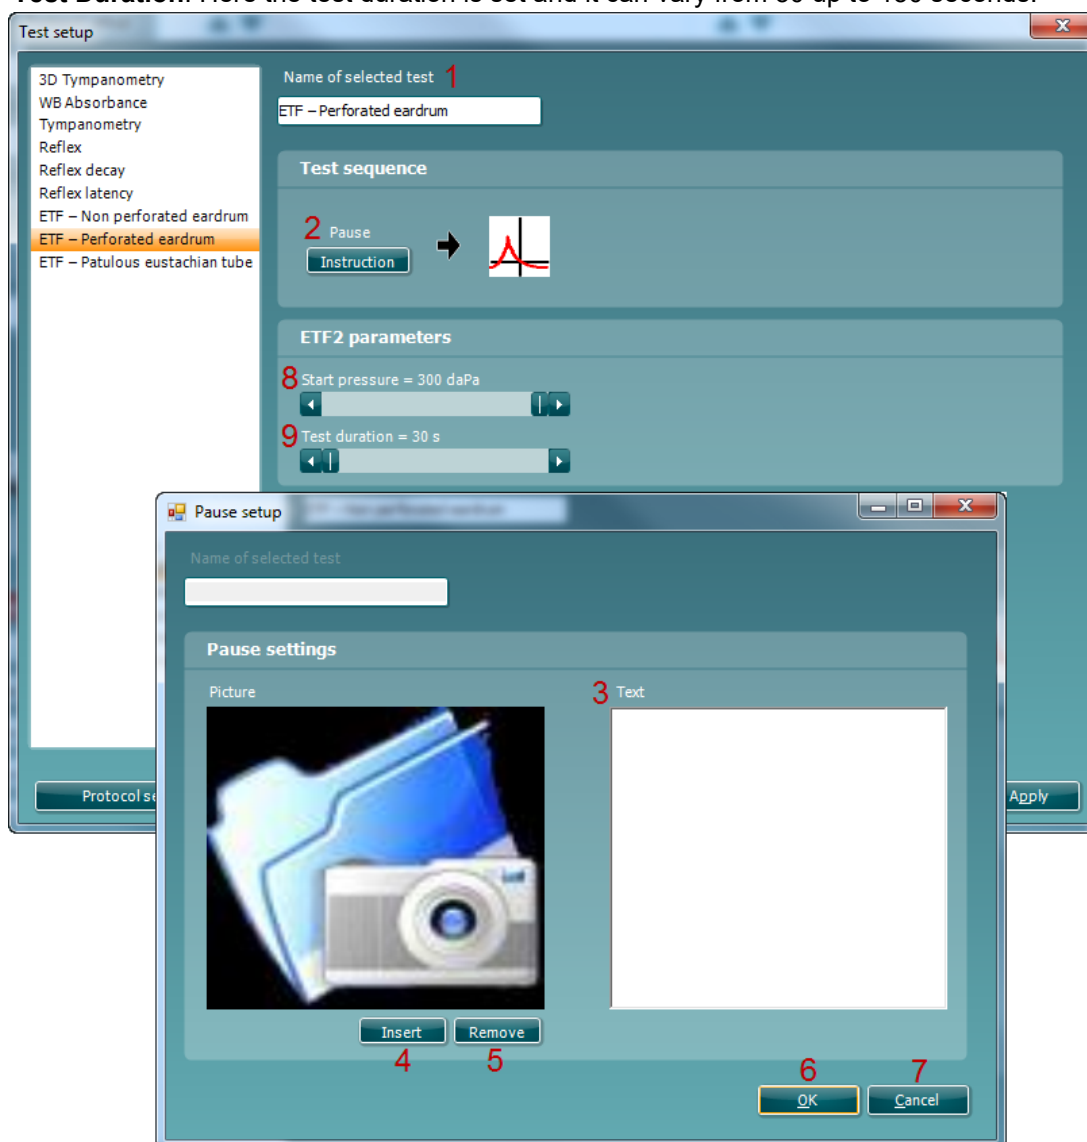 Test setup
3D Tympanometry
WB Absorbance
Tympanometry
Reflex
Reflex decay
Reflex latency
ETF – Non perforated eardrum
ETF – Perforated eardrum
ETF – Patulous eustachian tube
Name of selected test 1
ETF – Perforated eardrum
Test sequence
2 Pause
Instruction
ETF2 parameters
8 Start pressure = 300 daPa
9 Test duration = 30 s
Protocol se
Apply
Pause setup
Name of selected test
Pause settings
Picture
3 Text
Insert
Remove
4
5
6
7
OK
Cancel